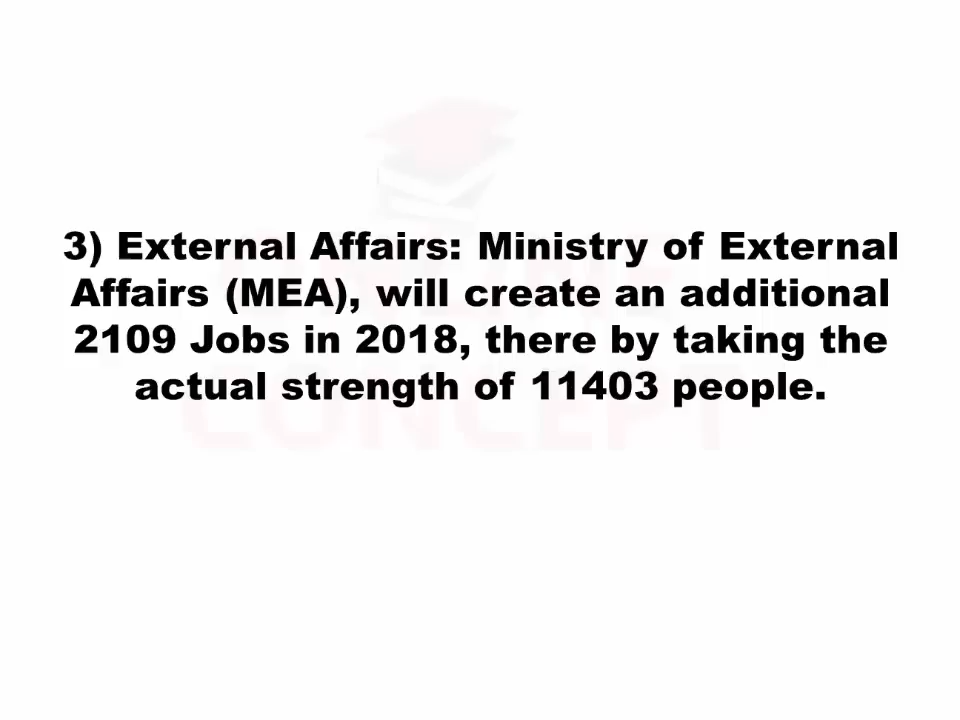 3) External Affairs: Ministry of External
Affairs (MEA), will create an additional
2109 Jobs in 2018, there by taking the
actual strength of 11403 people.
CONCEPT